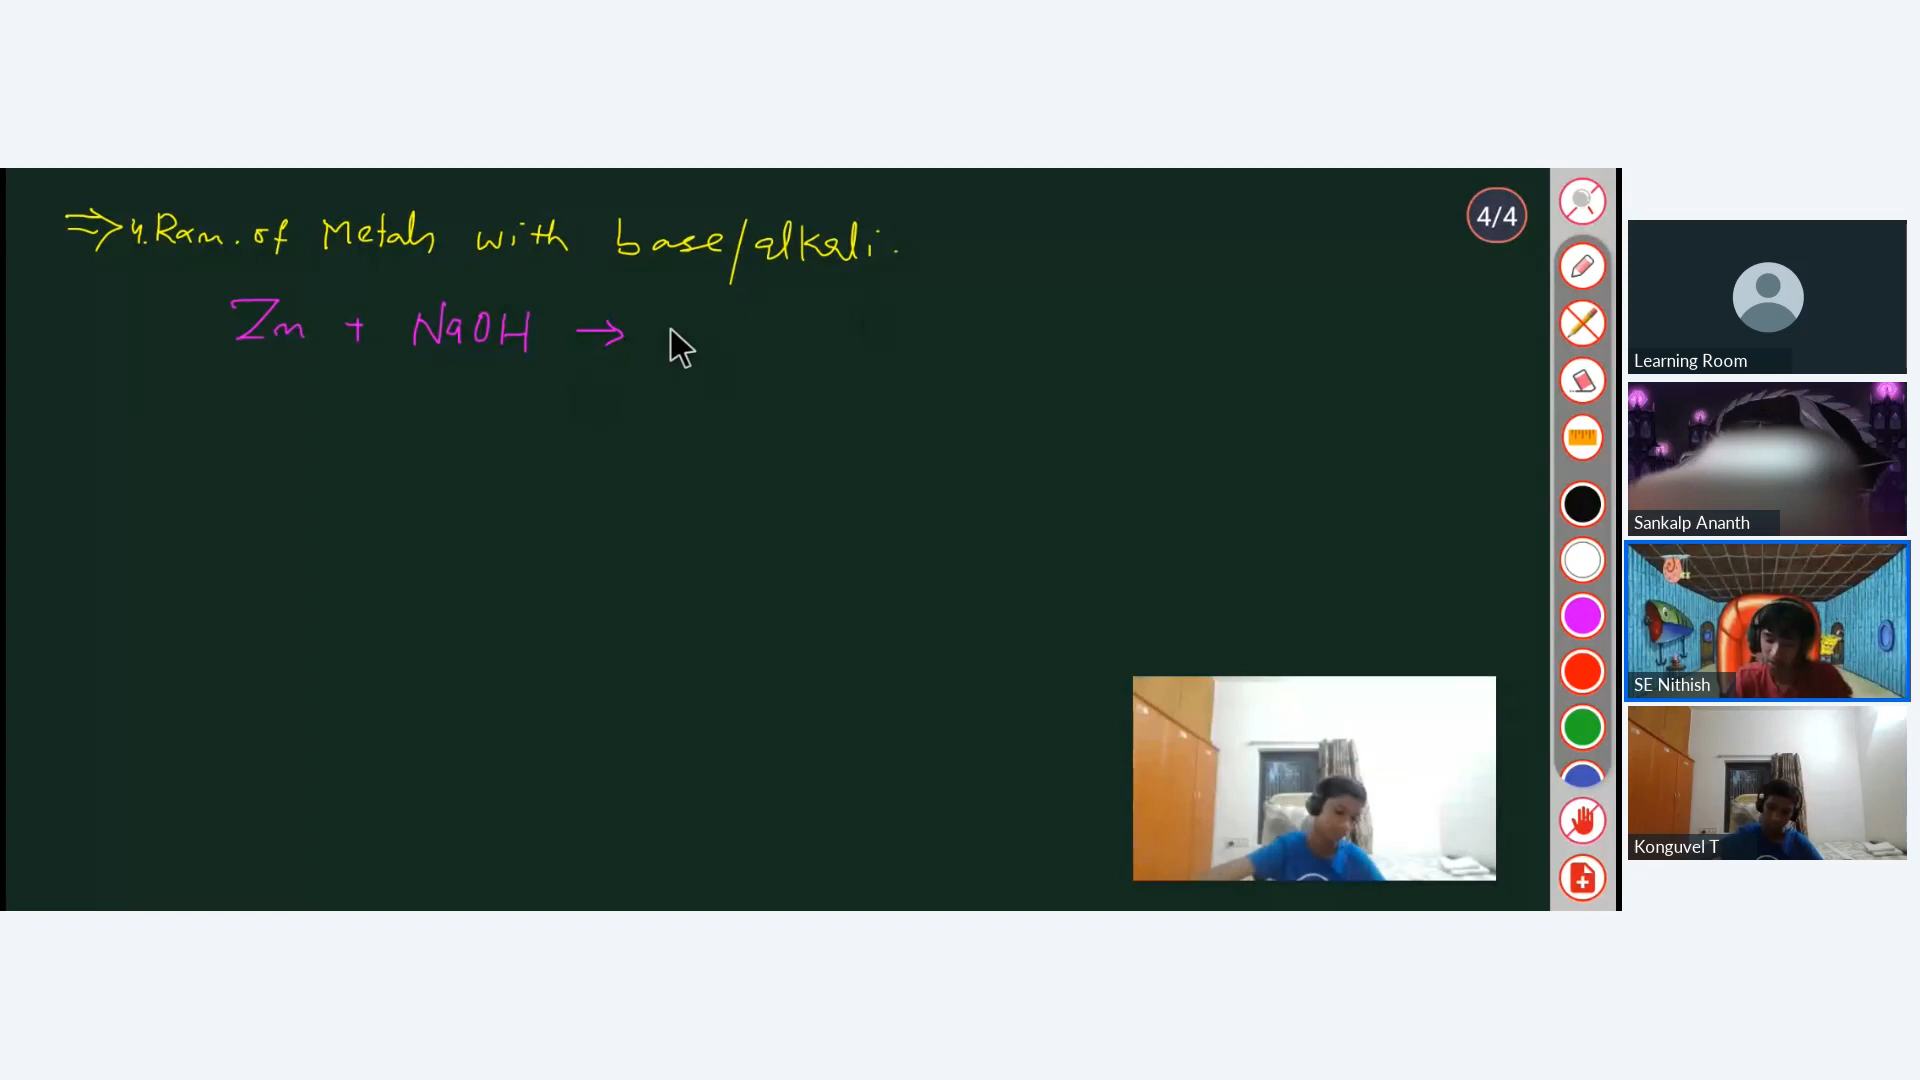 ⇒ 4. Rxn. of Metals with base/alkali.
4/4
Zn + NaOH →
Learning Room
Sankalp Ananth
SE Nithish
Konguvel T